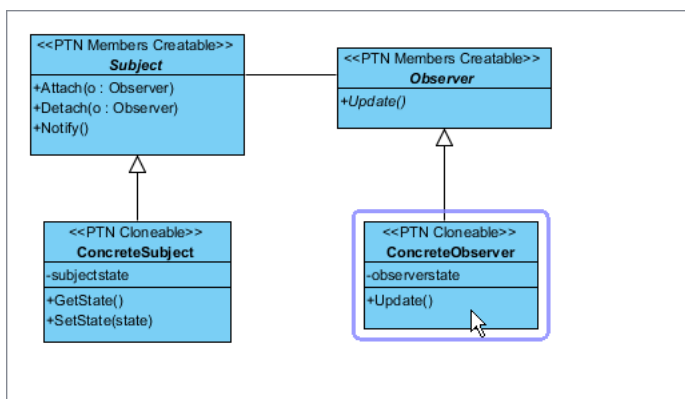 <<PTN Members Creatable>>
Subject
+Attach(o : Observer)
+Detach(o : Observer)
+Notify()
<<PTN Members Creatable>>
Observer
+Update()
<<PTN Cloneable>>
ConcreteSubject
-subjectstate
+GetState()
+SetState(state)
<<PTN Cloneable>>
ConcreteObserver
-observerstate
+Update()